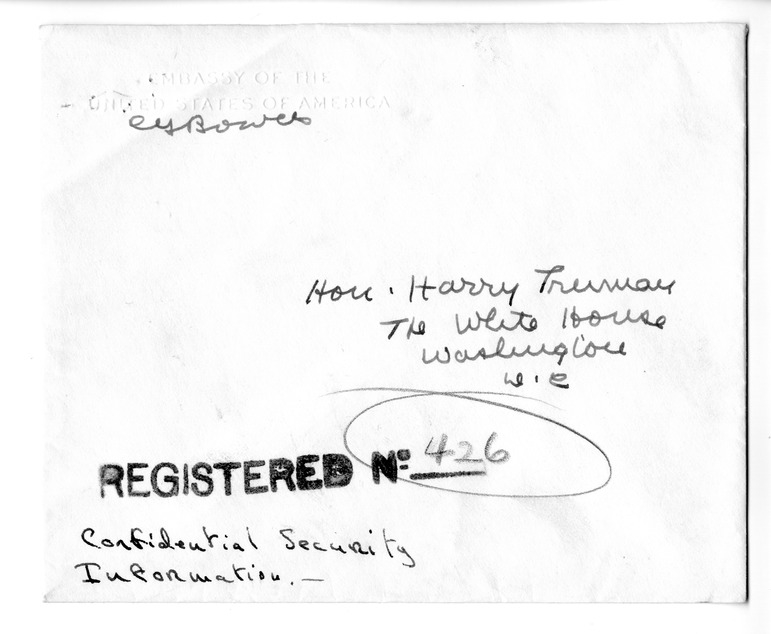 EMBASSY OF THE
UNITED STATES OF AMERICA
C Bowles
Hon. Harry Truman
The White House
Washington
D.C
REGISTERED Nº 426
Confidential Security
Information. —